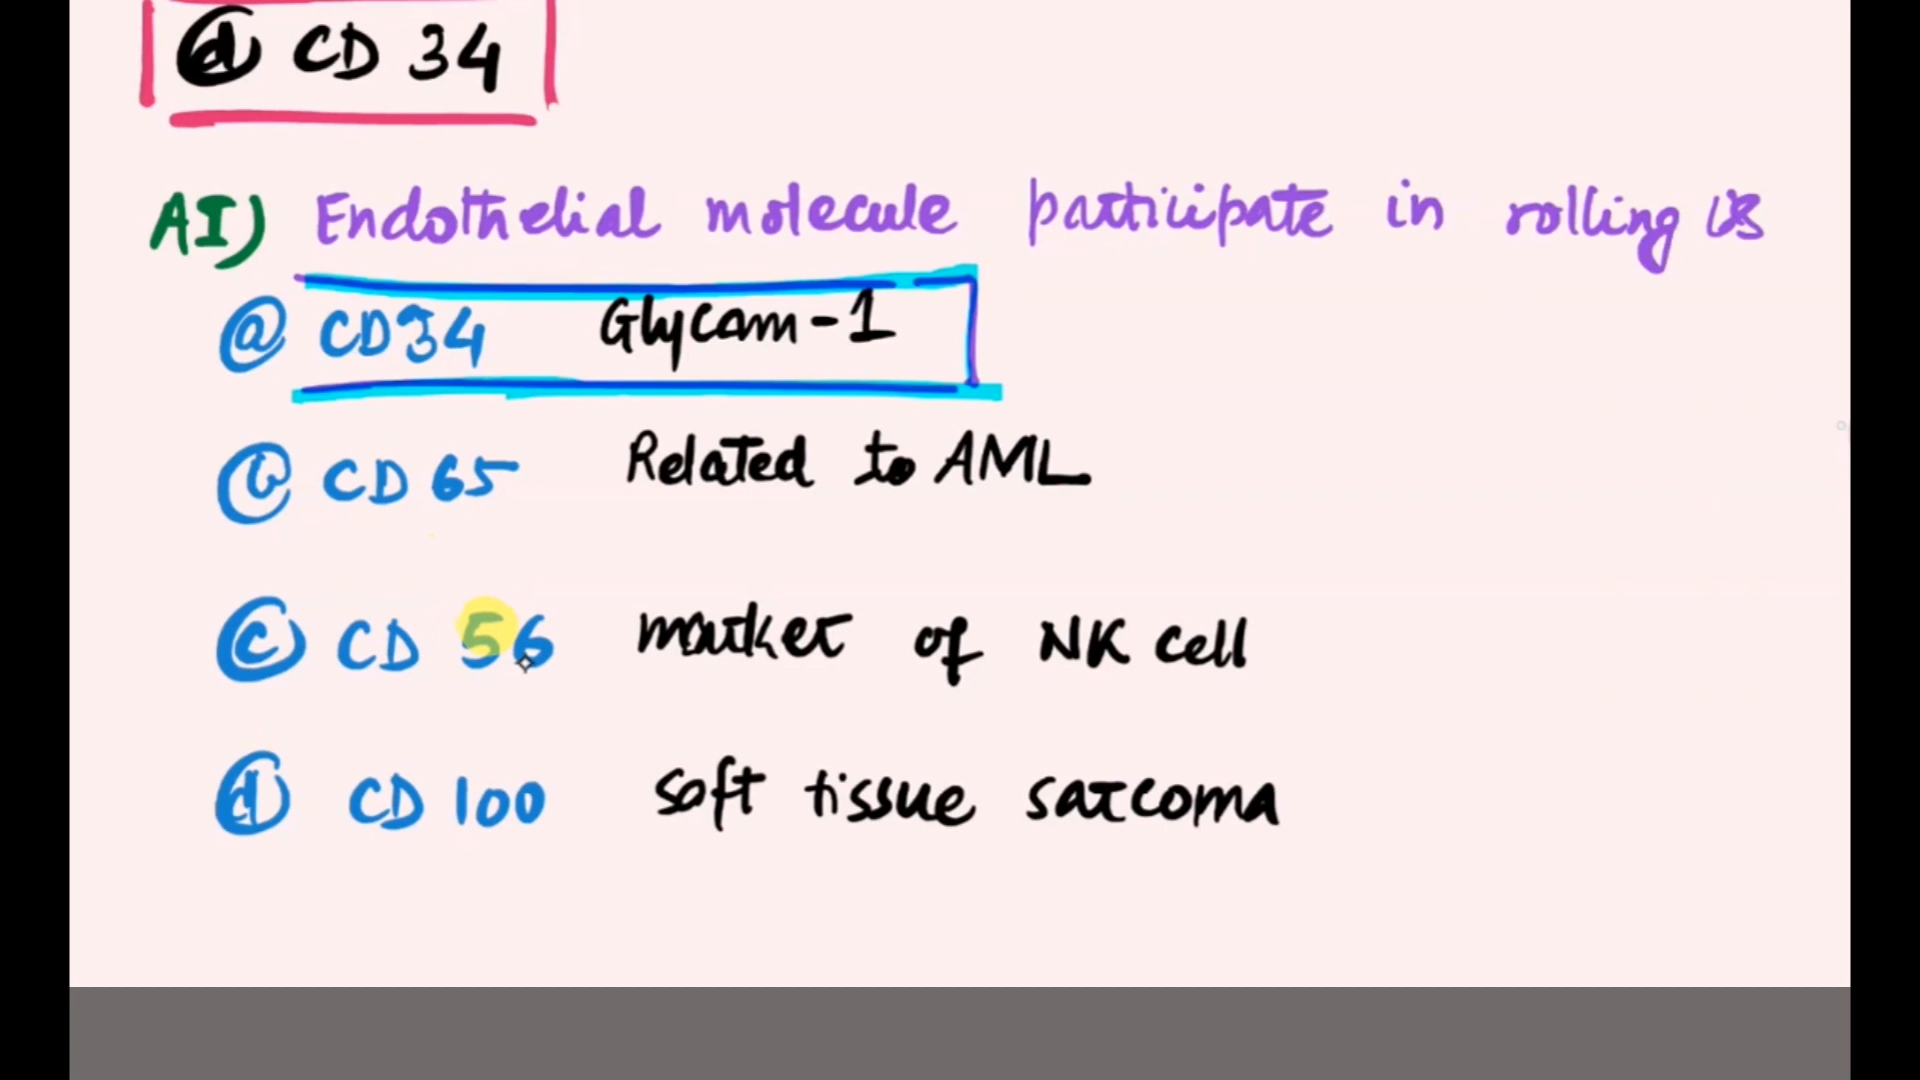 d CD 34
AI) Endothelial molecule participate in rolling is
a CD34 Glycam-1
b CD 65 Related to AML
c CD 56 marker of NK cell
d CD 100 soft tissue sarcoma